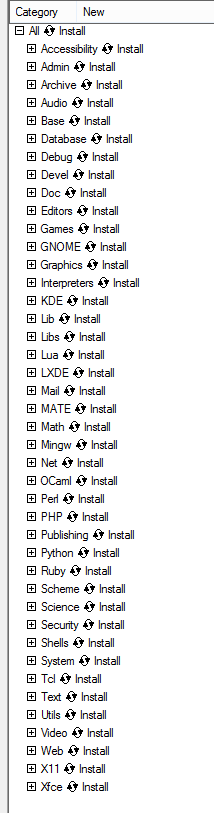 Category New
All Install
Accessibility Install
Admin Install
Archive Install
Audio Install
Base Install
Database Install
Debug Install
Devel Install
Doc Install
Editors Install
Games Install
GNOME Install
Graphics Install
Interpreters Install
KDE Install
Lib Install
Libs Install
Lua Install
LXDE Install
Mail Install
MATE Install
Math Install
Mingw Install
Net Install
OCaml Install
Perl Install
PHP Install
Publishing Install
Python Install
Ruby Install
Scheme Install
Science Install
Security Install
Shells Install
System Install
Tcl Install
Text Install
Utils Install
Video Install
Web Install
X11 Install
Xfce Install